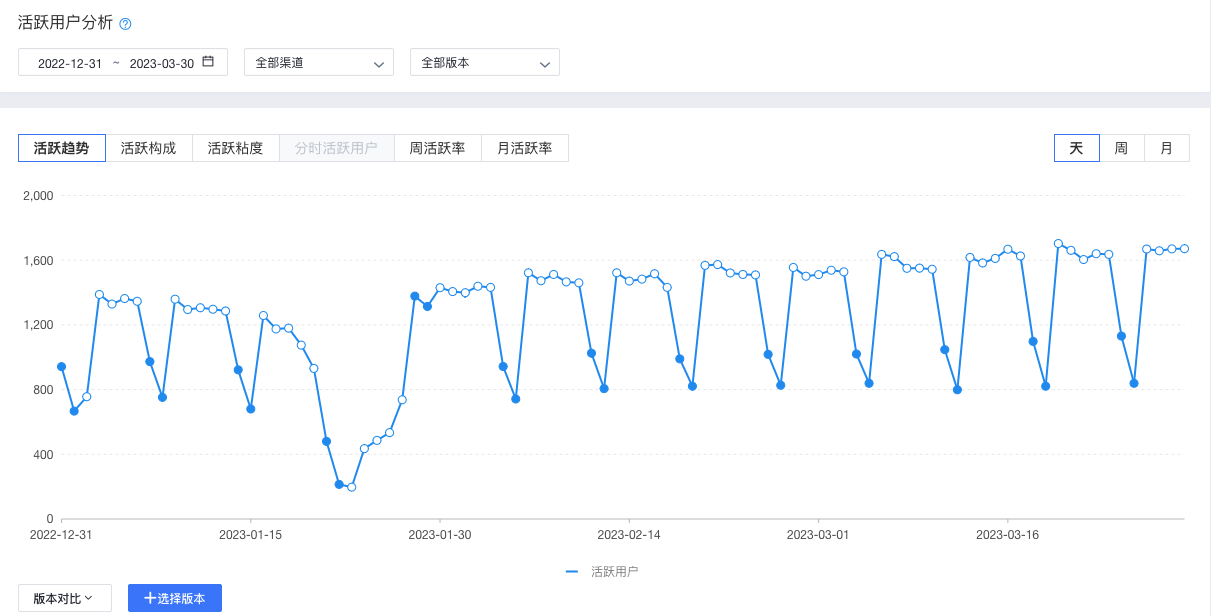 活跃用户分析 ?
2022-12-31 ~ 2023-03-30 全部渠道 全部版本
活跃趋势 活跃构成 活跃粘度 分时活跃用户 周活跃率 月活跃率 天 周 月
2,000
1,600
1,200
800
400
0
2022-12-31 2023-01-15 2023-01-30 2023-02-14 2023-03-01 2023-03-16
活跃用户
版本对比 +选择版本